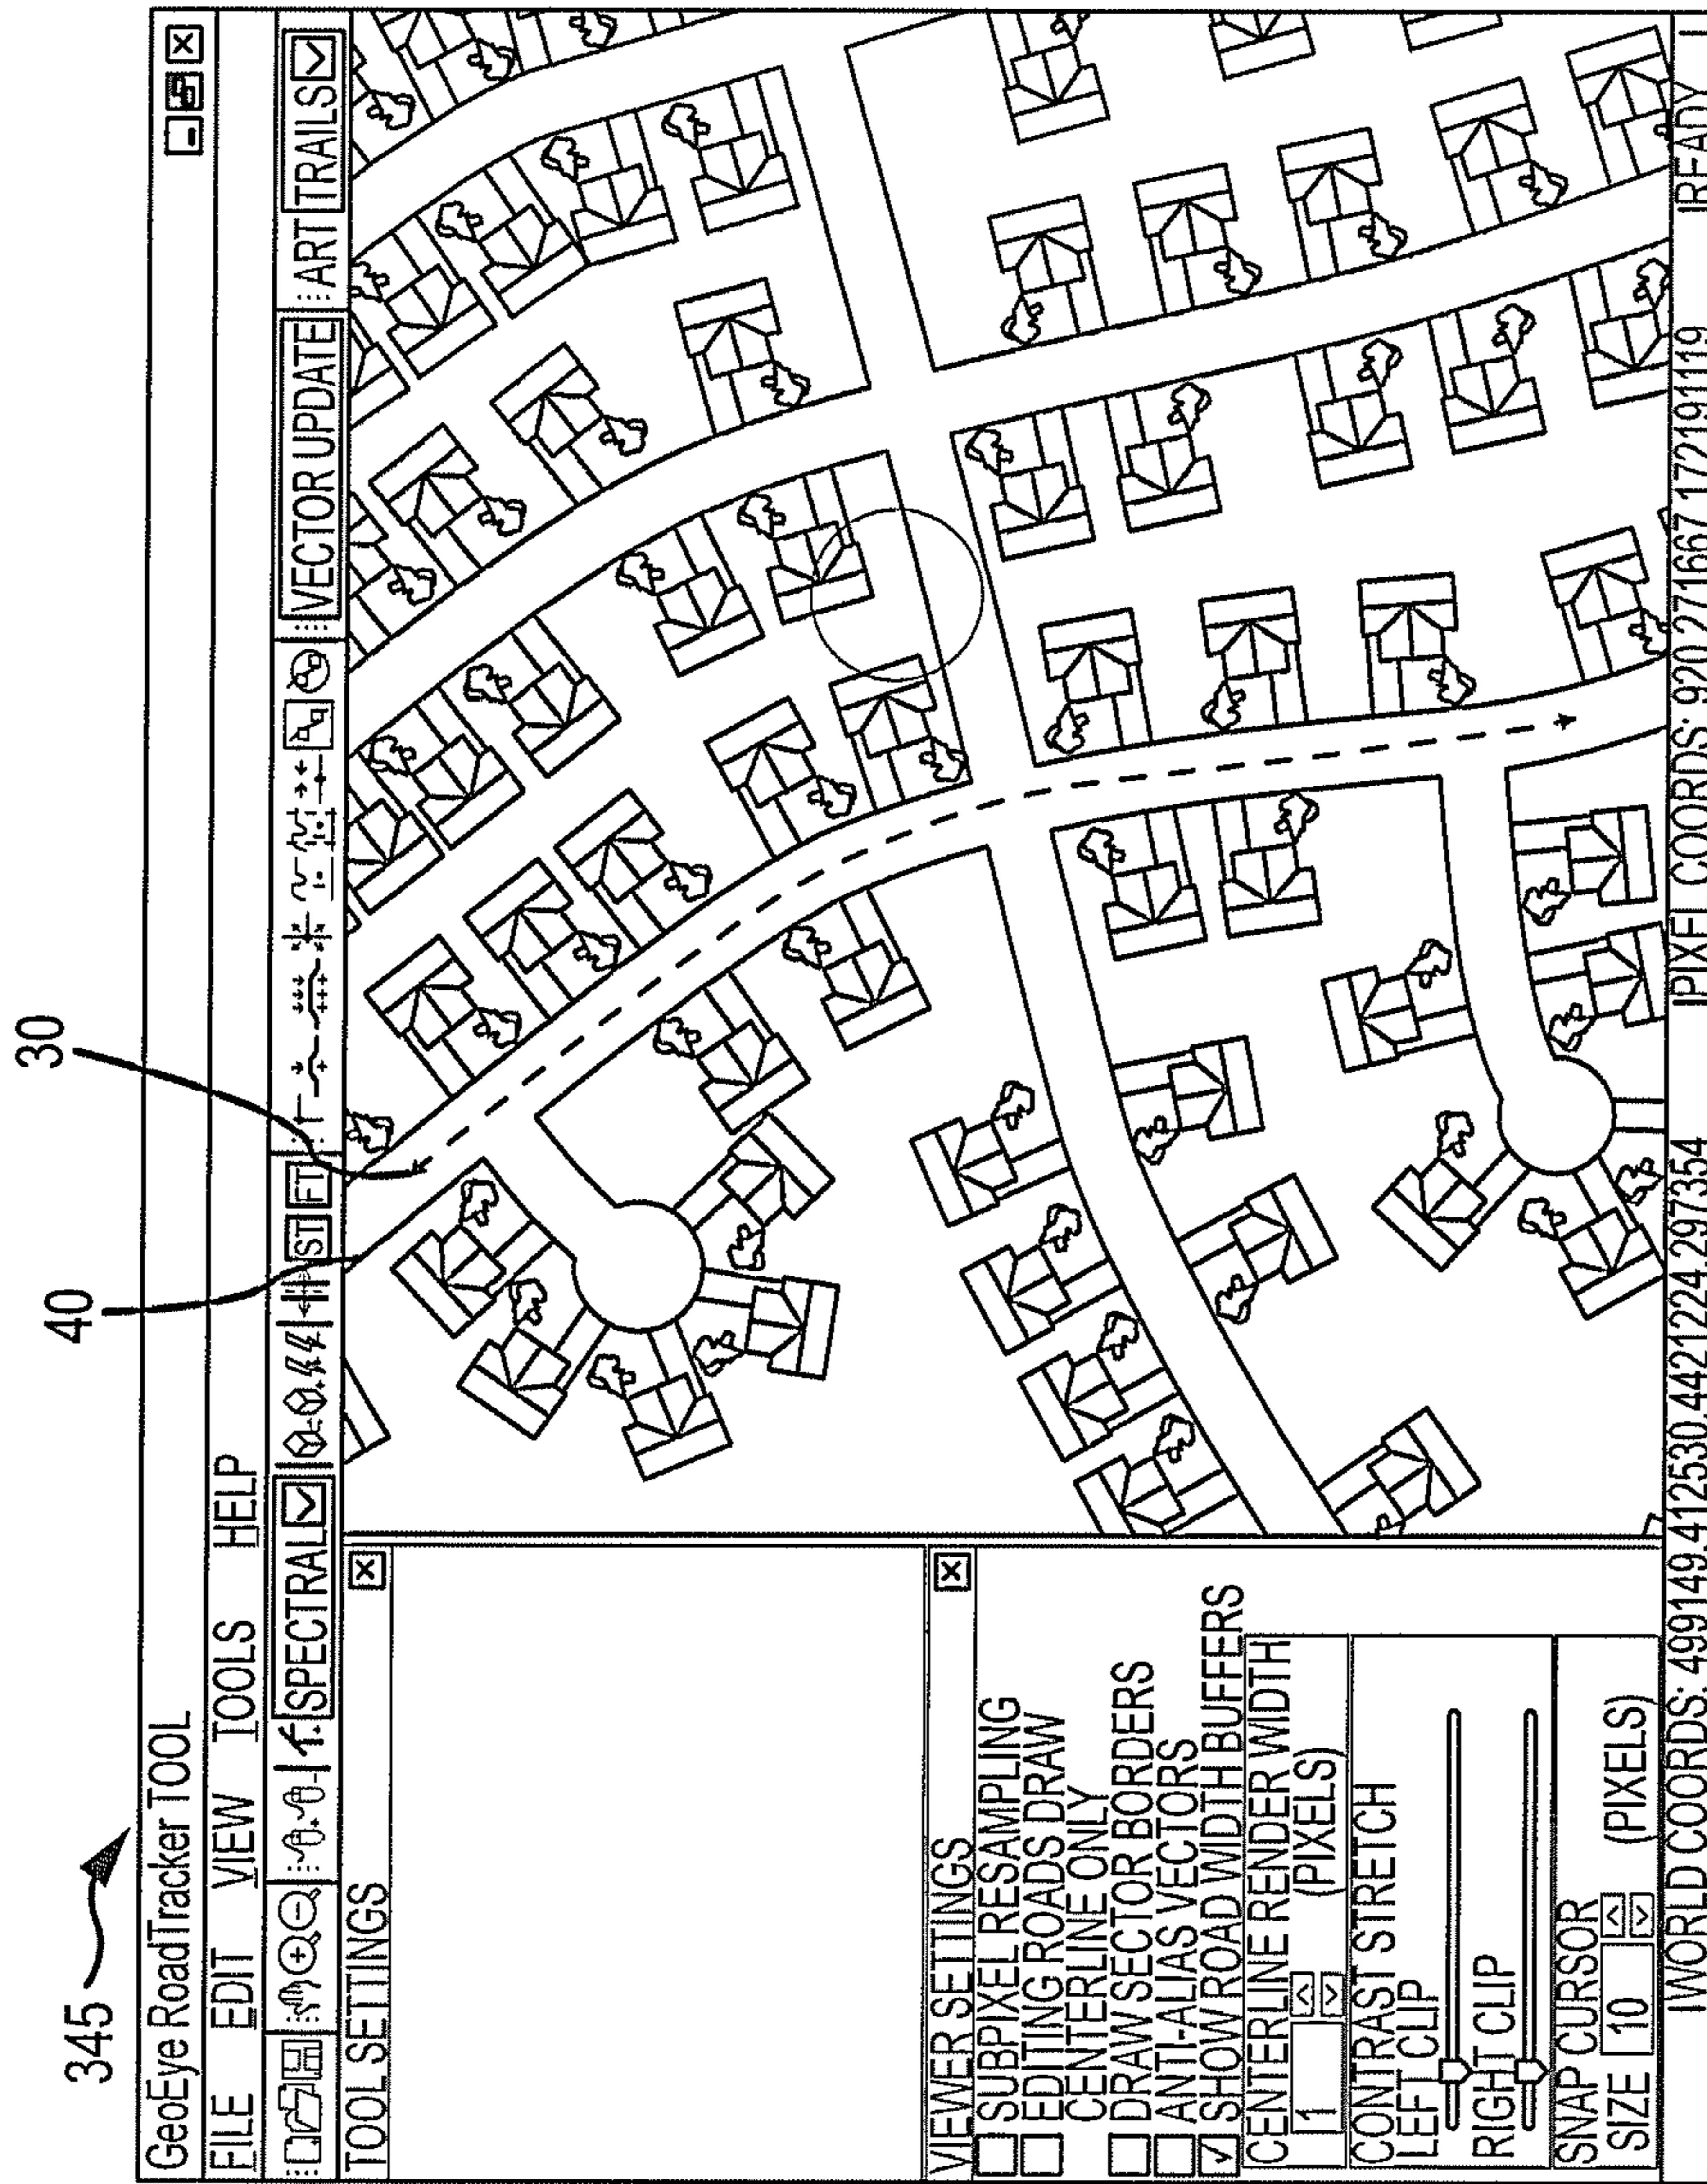 345
40
30
GeoEye RoadTracker TOOL
FILE EDIT VIEW TOOLS HELP
SPECTRAL ST FT VECTOR UPDATE ART TRAILS
TOOL SETTINGS
VIEWER SETTINGS
SUBPIXEL RESAMPLING
EDITING ROADS DRAW
CENTERLINE ONLY
DRAW SECTOR BORDERS
ANTI-ALIAS VECTORS
SHOW ROAD WIDTH BUFFERS
CENTERLINE RENDER WIDTH
1 (PIXELS)
CONTRAST STRETCH
LEFT CLIP
RIGHT CLIP
SNAP CURSOR
SIZE 10 (PIXELS)
WORLD COORDS: 499149.412530.4421224.297354 PIXEL COORDS: 920.271667.1721.91119 READY